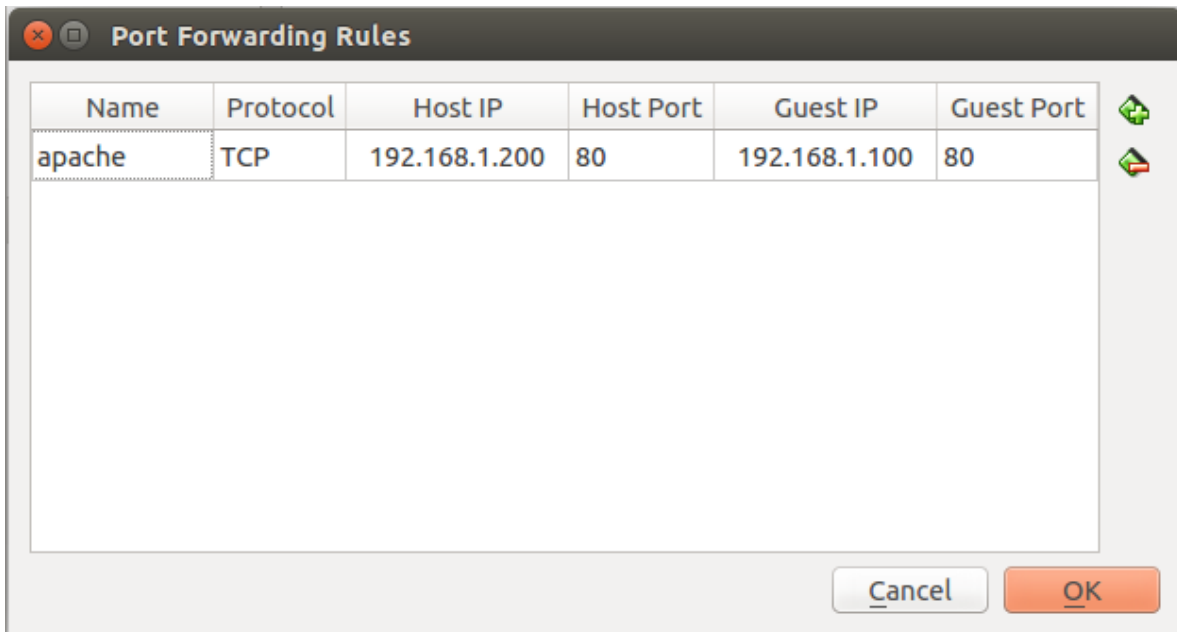 Port Forwarding Rules
Name Protocol Host IP Host Port Guest IP Guest Port
apache TCP 192.168.1.200 80 192.168.1.100 80
Cancel OK